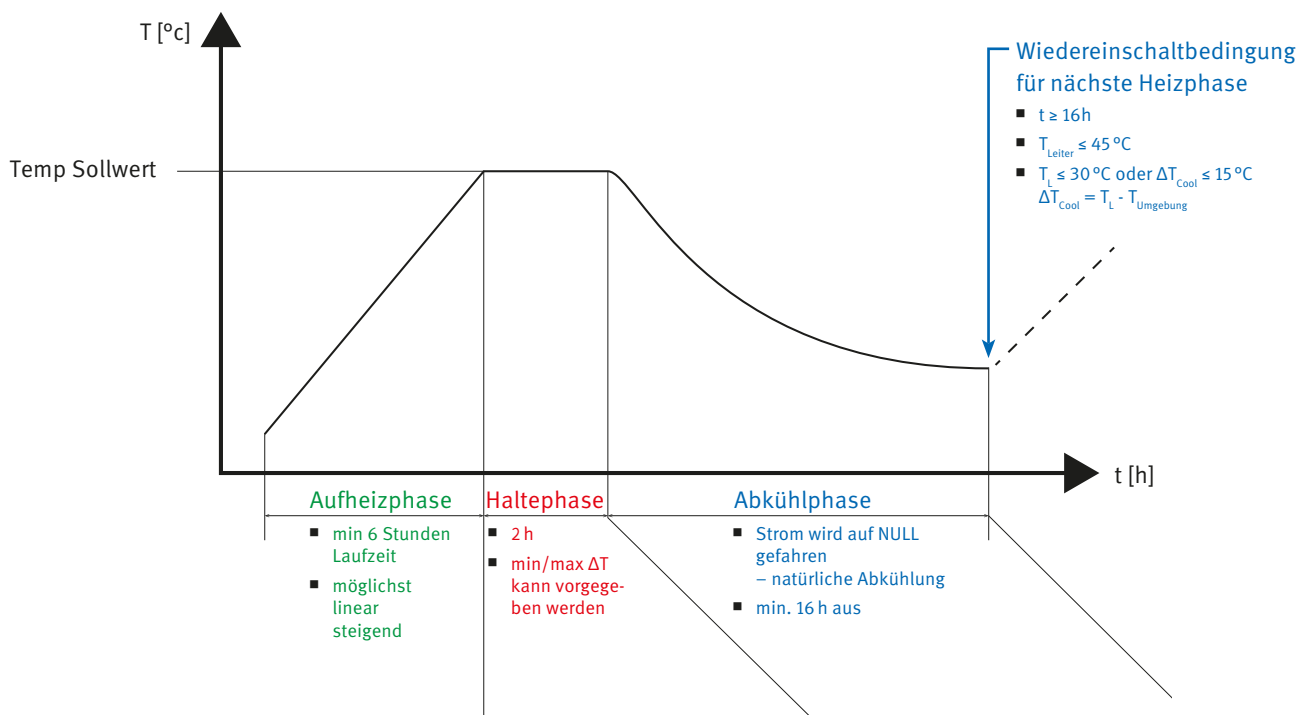 T [°c]
Temp Sollwert
Wiedereinschaltbedingung
für nächste Heizphase
■ t ≥ 16h
■ T_Leiter ≤ 45 °C
■ T_L ≤ 30 °C oder ΔT_Cool ≤ 15 °C
ΔT_Cool = T_L - T_Umgebung
t [h]
Aufheizphase
■ min 6 Stunden
Laufzeit
■ möglichst
linear
steigend
Haltephase
■ 2 h
■ min/max ΔT
kann vorgege-
ben werden
Abkühlphase
■ Strom wird auf NULL
gefahren
– natürliche Abkühlung
■ min. 16 h aus